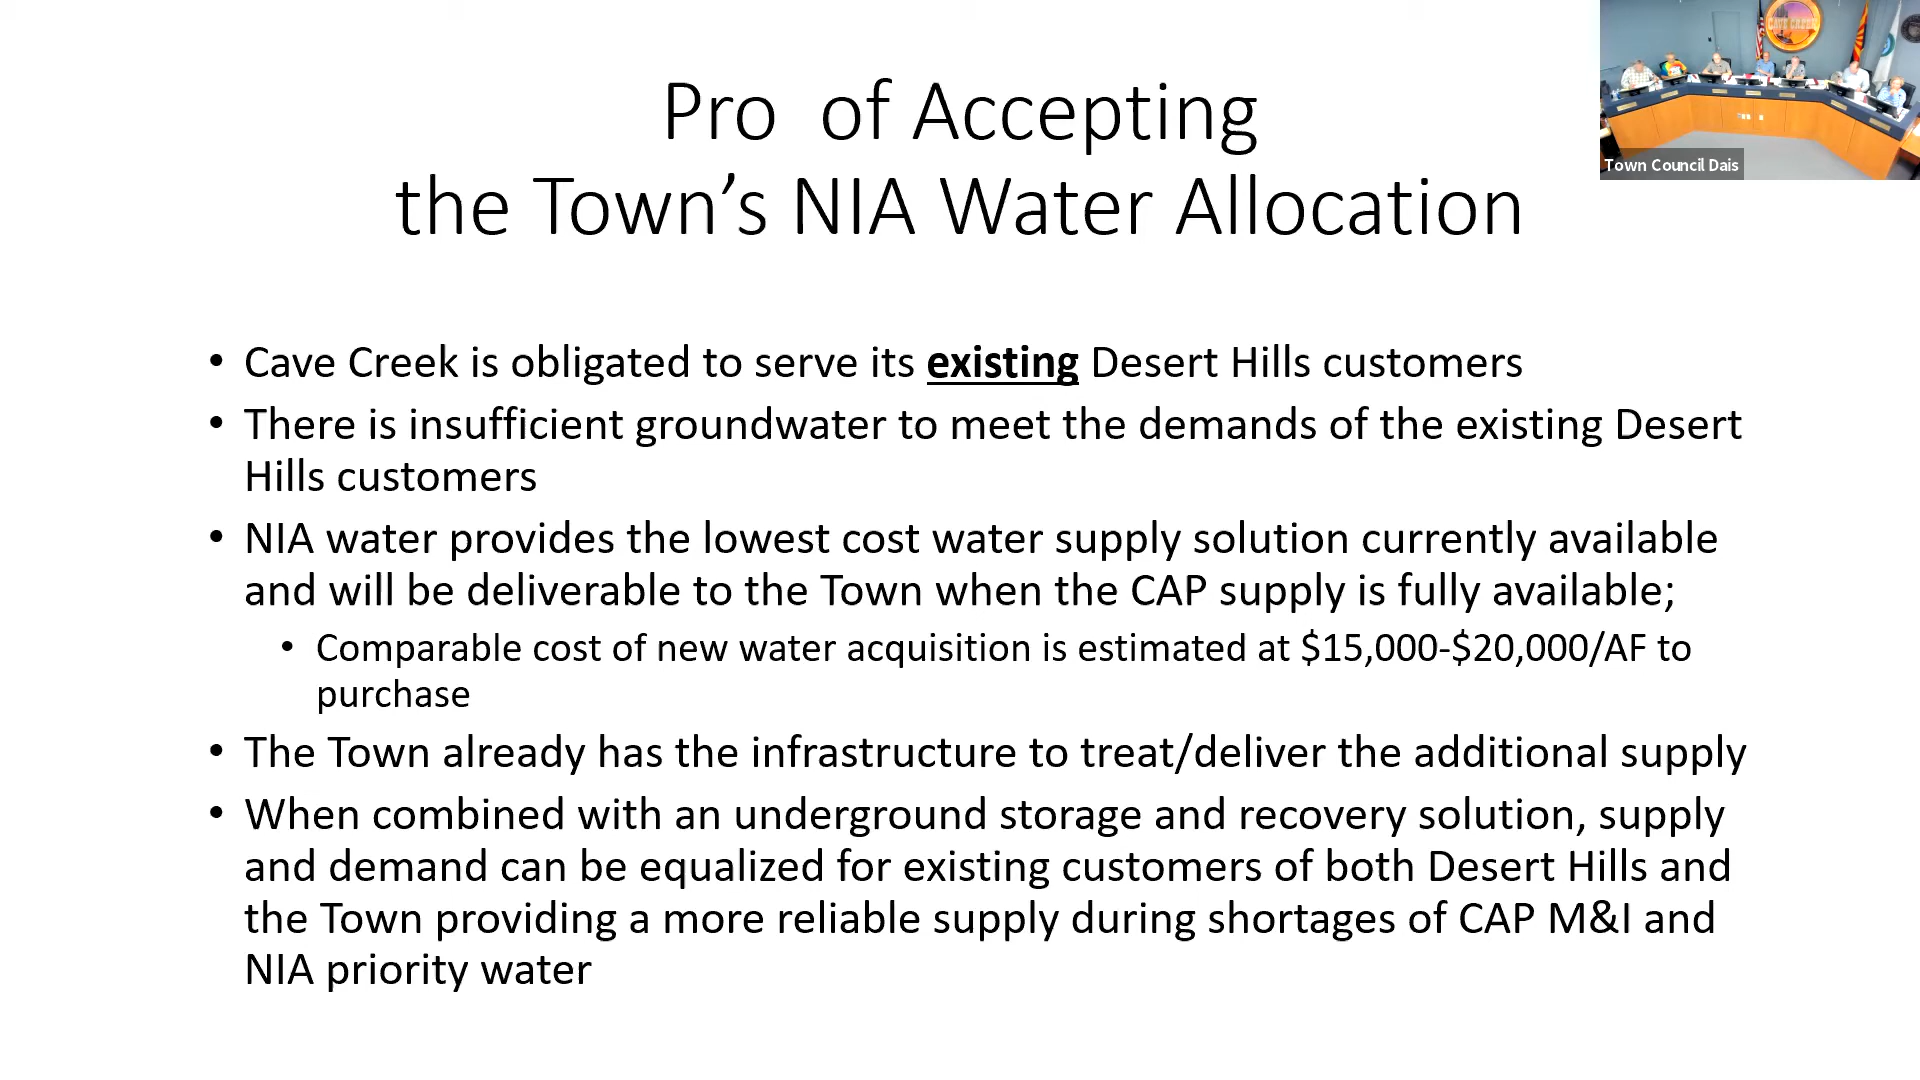 Pro  of Accepting
the Town’s NIA Water Allocation
CAVE CREEK
Town Council Dais
• Cave Creek is obligated to serve its existing Desert Hills customers
• There is insufficient groundwater to meet the demands of the existing Desert
Hills customers
• NIA water provides the lowest cost water supply solution currently available
and will be deliverable to the Town when the CAP supply is fully available;
• Comparable cost of new water acquisition is estimated at $15,000-$20,000/AF to
purchase
• The Town already has the infrastructure to treat/deliver the additional supply
• When combined with an underground storage and recovery solution, supply
and demand can be equalized for existing customers of both Desert Hills and
the Town providing a more reliable supply during shortages of CAP M&I and
NIA priority water